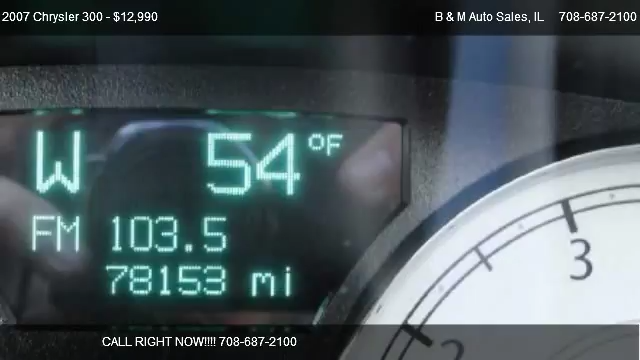 2007 Chrysler 300 - $12,990
B & M Auto Sales, IL 708-687-2100
W 54 °F
FM 103.5
78153 mi
3
2
CALL RIGHT NOW!!!! 708-687-2100